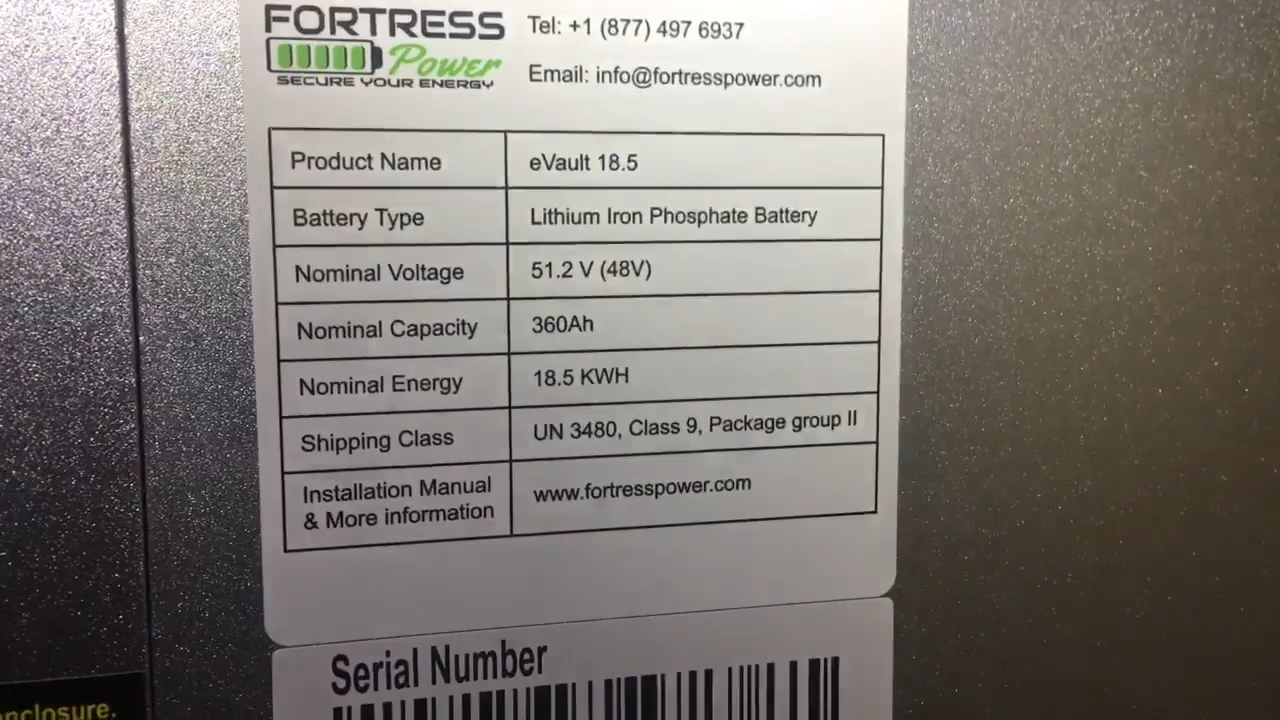 FORTRESS
Power
SECURE YOUR ENERGY
Tel: +1 (877) 497 6937
Email: info@fortresspower.com
Product Name eVault 18.5
Battery Type Lithium Iron Phosphate Battery
Nominal Voltage 51.2 V (48V)
Nominal Capacity 360Ah
Nominal Energy 18.5 KWH
Shipping Class UN 3480, Class 9, Package group II
Installation Manual
& More information www.fortresspower.com
Serial Number